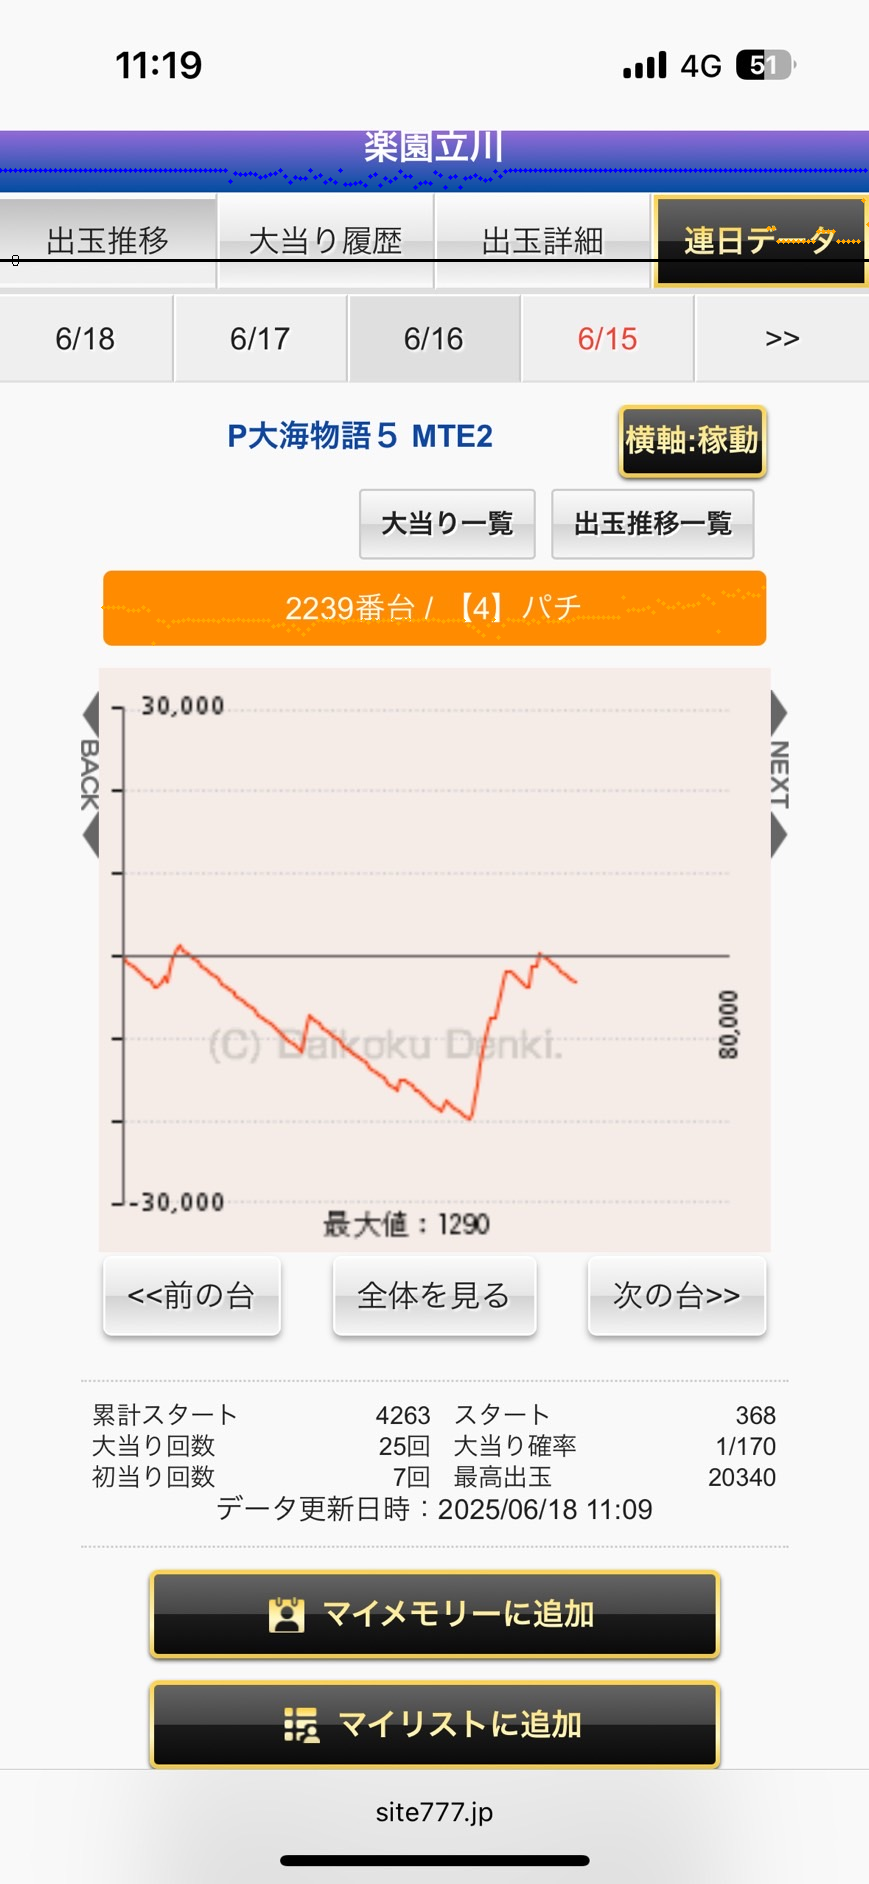 11:19 4G 51
楽園立川
出玉推移 大当り履歴 出玉詳細 連日データ
0
6/18 6/17 6/16 6/15 >>
P大海物語5 MTE2 横軸:稼動
大当り一覧 出玉推移一覧
2239番台 / 【4】パチ
30,000
BACK
NEXT
80,000
(C) Daikoku Denki.
-30,000
最大値：1290
<<前の台 全体を見る 次の台>>
累計スタート 4263 スタート 368
大当り回数 25回 大当り確率 1/170
初当り回数 7回 最高出玉 20340
データ更新日時：2025/06/18 11:09
マイメモリーに追加
マイリストに追加
site777.jp